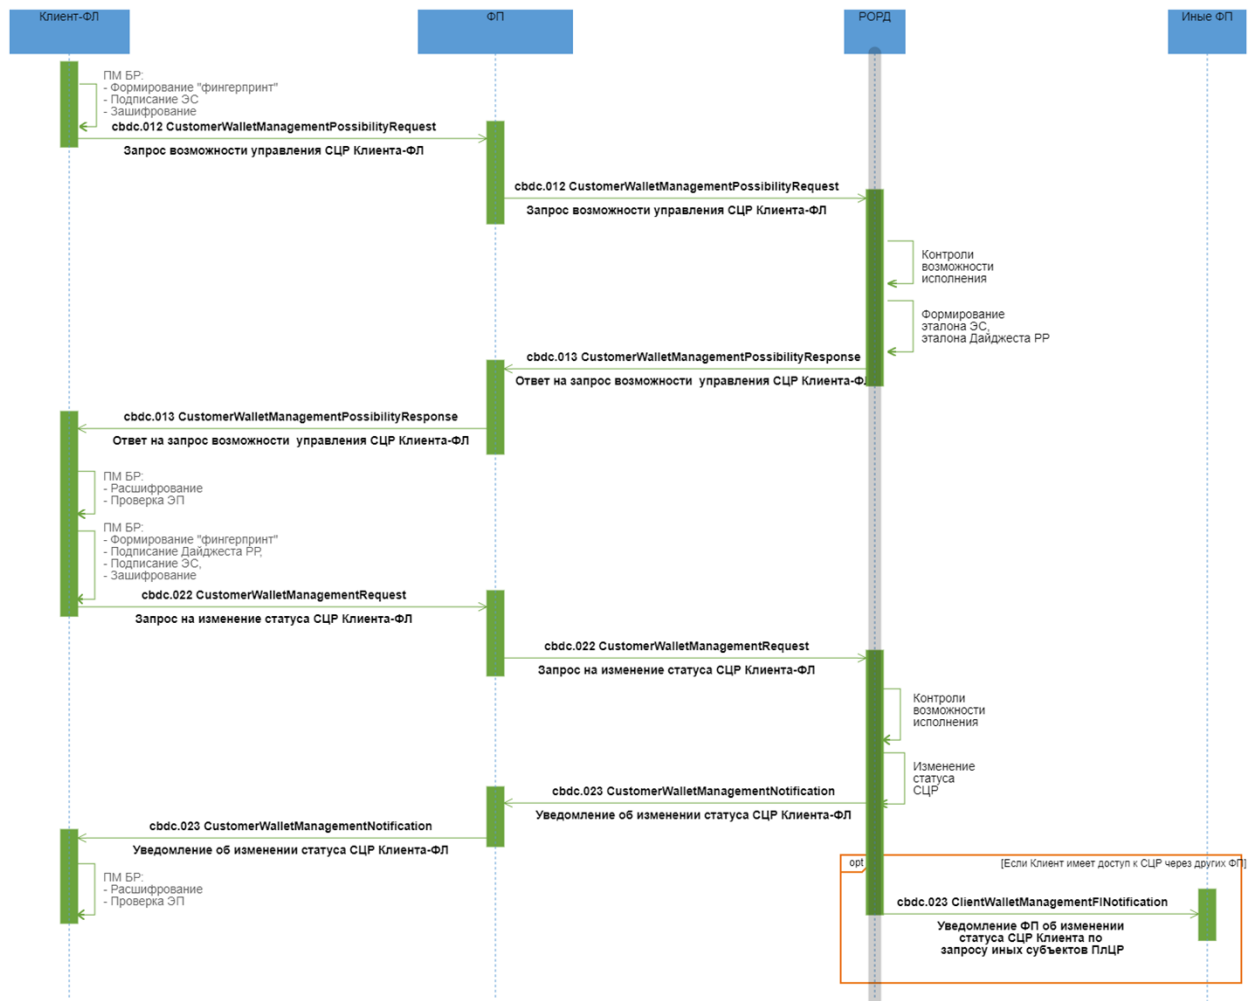 Клиент-ФЛ
ФП
РОРД
Иные ФП
ПМ БР:
- Формирование "фингерпринт"
- Подписание ЭС
- Зашифрование
cbdc.012 CustomerWalletManagementPossibilityRequest
Запрос возможности управления СЦР Клиента-ФЛ
cbdc.012 CustomerWalletManagementPossibilityRequest
Запрос возможности управления СЦР Клиента-ФЛ
Контроли
возможности
исполнения
Формирование
эталона ЭС,
эталона Дайджеста РР
cbdc.013 CustomerWalletManagementPossibilityResponse
Ответ на запрос возможности управления СЦР Клиента-ФЛ
cbdc.013 CustomerWalletManagementPossibilityResponse
Ответ на запрос возможности управления СЦР Клиента-ФЛ
ПМ БР:
- Расшифрование
- Проверка ЭП
ПМ БР:
- Формирование "фингерпринт"
- Подписание Дайджеста РР,
- Подписание ЭС,
- Зашифрование
cbdc.022 CustomerWalletManagementRequest
Запрос на изменение статуса СЦР Клиента-ФЛ
cbdc.022 CustomerWalletManagementRequest
Запрос на изменение статуса СЦР Клиента-ФЛ
Контроли
возможности
исполнения
Изменение
статуса
СЦР
cbdc.023 CustomerWalletManagementNotification
Уведомление об изменении статуса СЦР Клиента-ФЛ
cbdc.023 CustomerWalletManagementNotification
Уведомление об изменении статуса СЦР Клиента-ФЛ
ПМ БР:
- Расшифрование
- Проверка ЭП
opt
[Если Клиент имеет доступ к СЦР через других ФП]
cbdc.023 ClientWalletManagementFINotification
Уведомление ФП об изменении
статуса СЦР Клиента по
запросу иных субъектов ПлЦР